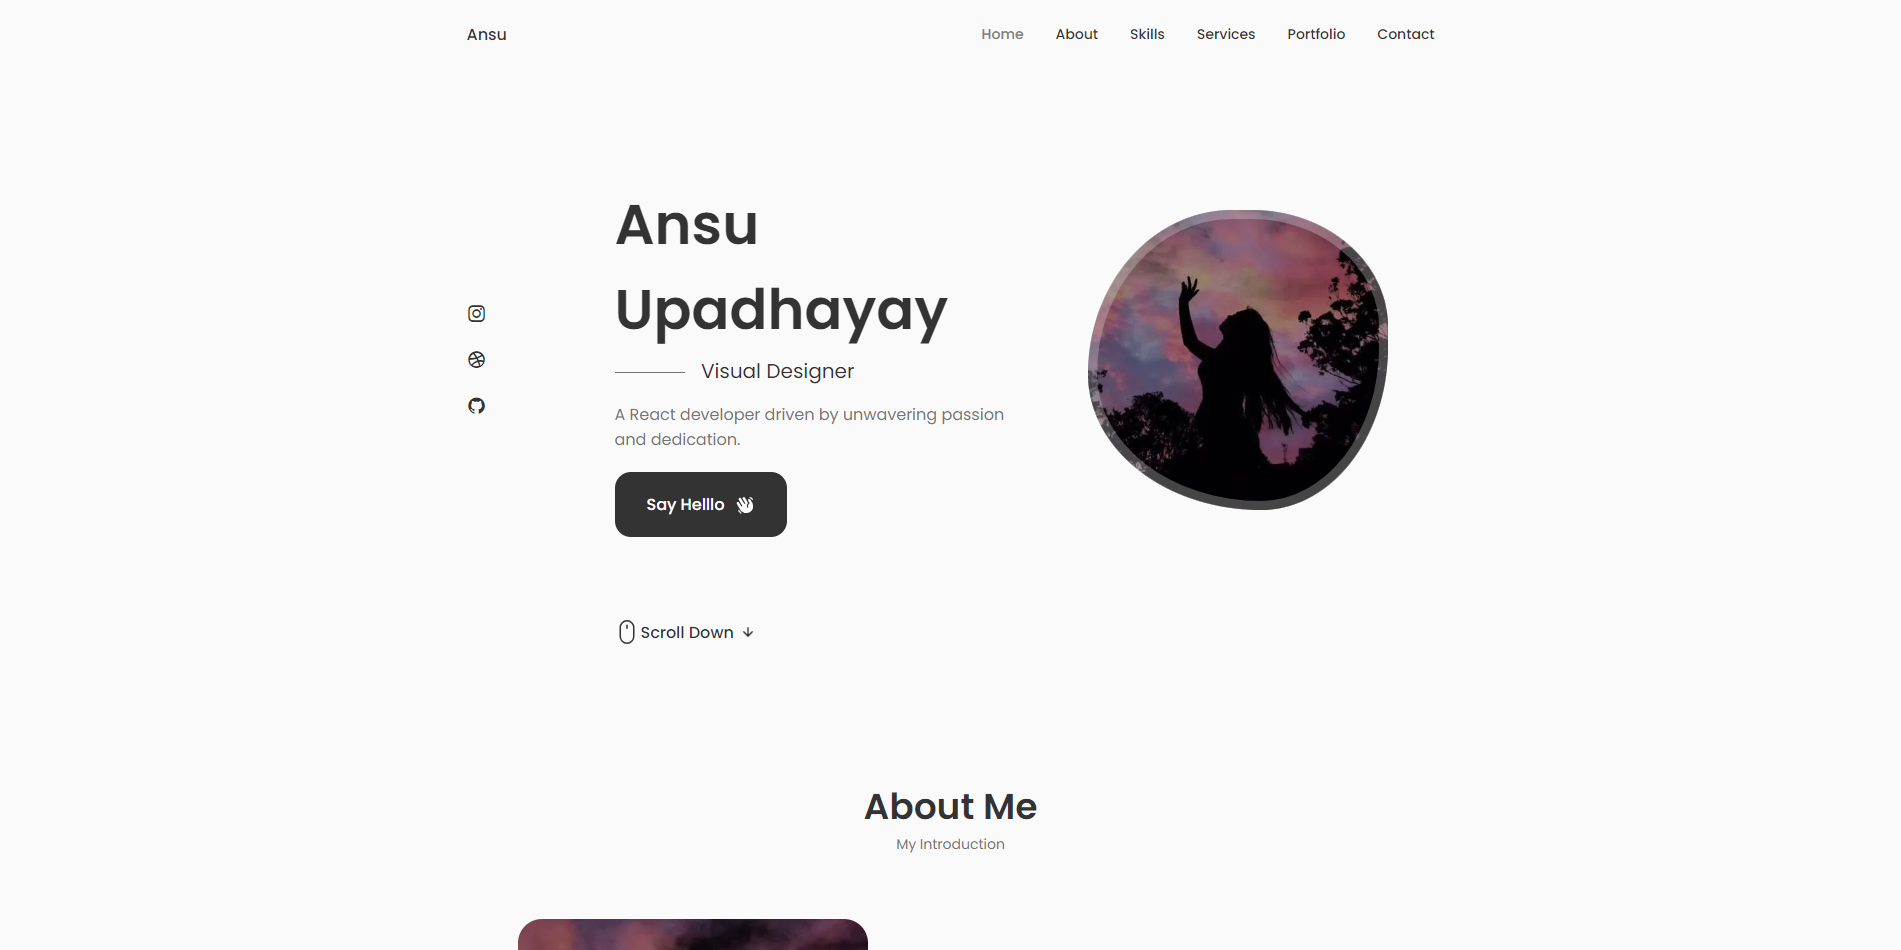 Ansu
Home About Skills Services Portfolio Contact
Ansu
Upadhayay
Visual Designer
A React developer driven by unwavering passion
and dedication.
Say Helllo
Scroll Down
About Me
My Introduction